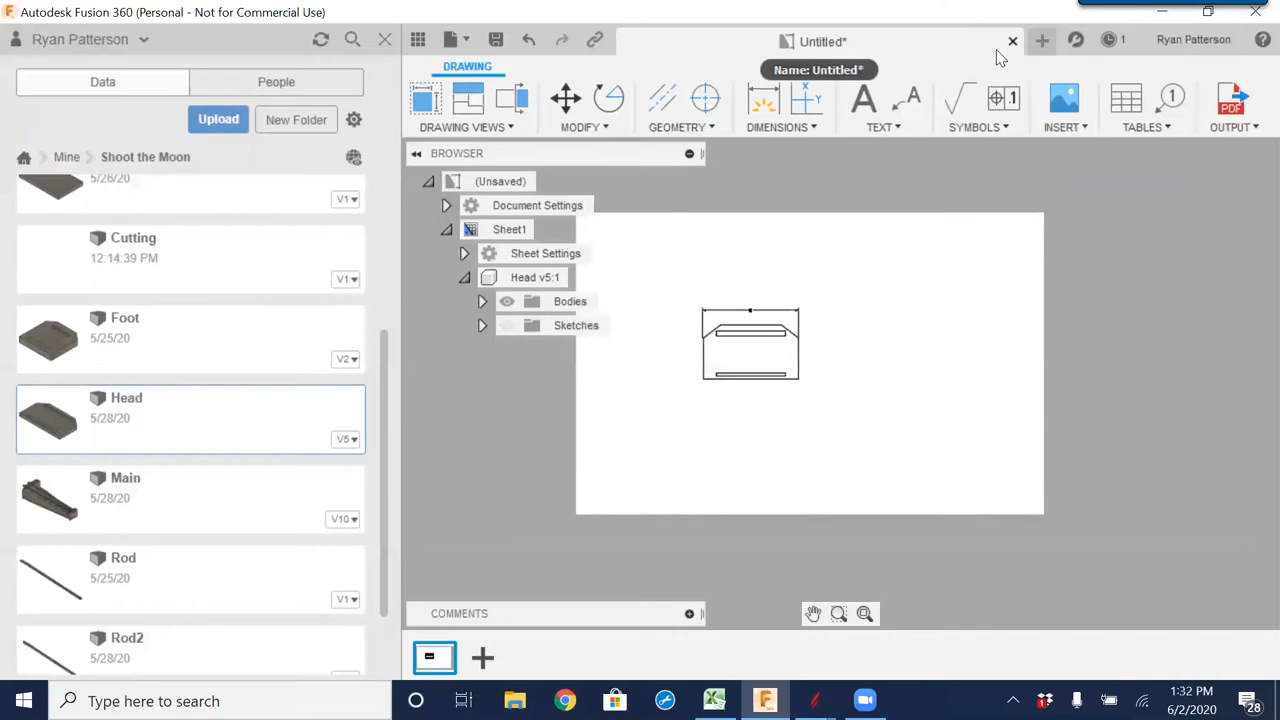 Autodesk Fusion 360 (Personal - Not for Commercial Use)
Ryan Patterson
Untitled*
1
Ryan Patterson
Data
People
Upload
New Folder
Mine
Shoot the Moon
5/26/20
V1
Cutting
12:14:39 PM
V1
Foot
5/25/20
V2
Head
5/28/20
V5
Main
5/28/20
V10
Rod
5/25/20
V1
Rod2
5/28/20
DRAWING
Name: Untitled*
DRAWING VIEWS
MODIFY
GEOMETRY
DIMENSIONS
TEXT
SYMBOLS
INSERT
TABLES
OUTPUT
PDF
BROWSER
(Unsaved)
Document Settings
Sheet1
Sheet Settings
Head v5:1
Bodies
Sketches
COMMENTS
Type here to search
1:32 PM
6/2/2020
28